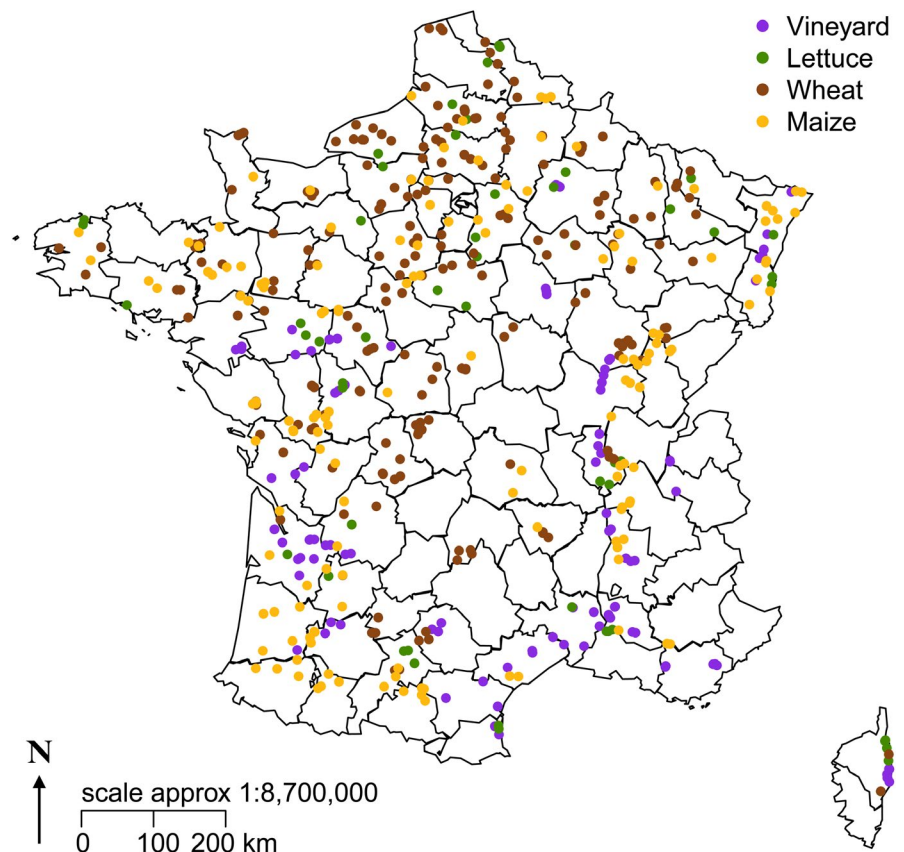 Vineyard
Lettuce
Wheat
Maize
N
scale approx 1:8,700,000
0 100 200 km